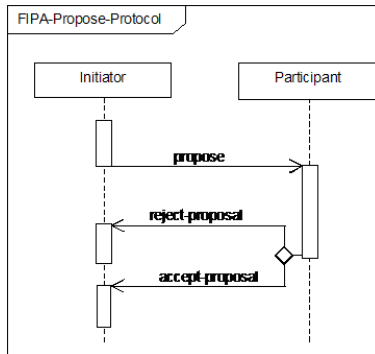 FIPA-Propose-Protocol
Initiator
Participant
propose
reject-proposal
accept-proposal